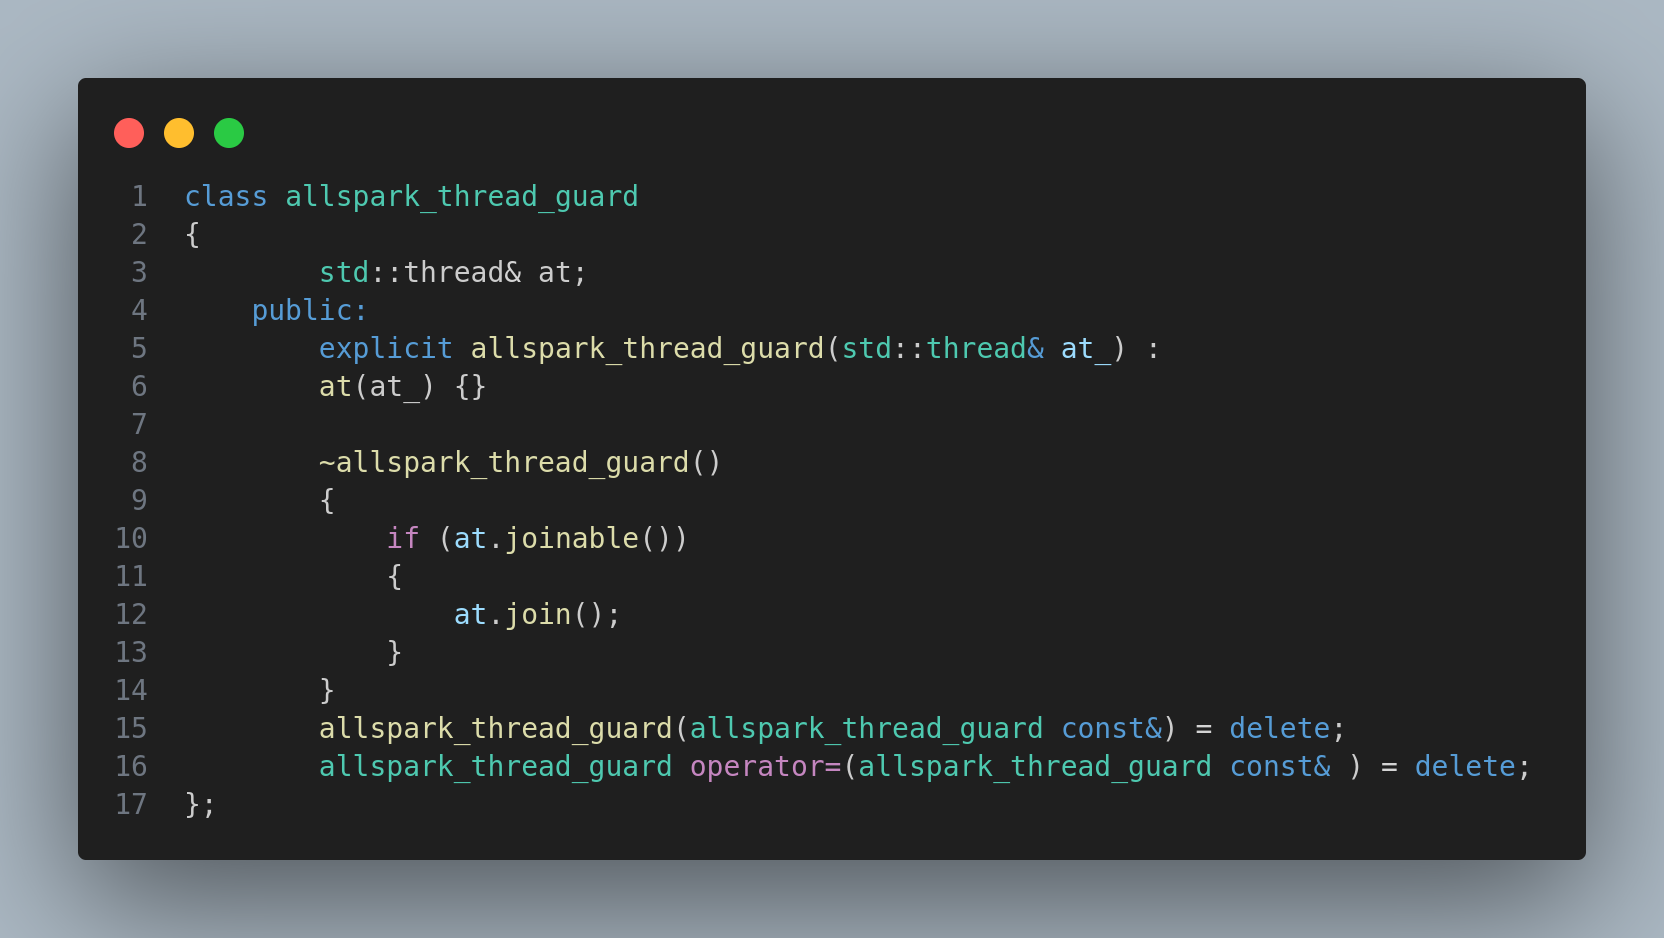 1 class allspark_thread_guard
2 {
3         std::thread& at;
4     public:
5         explicit allspark_thread_guard(std::thread& at_) :
6         at(at_) {}
7
8         ~allspark_thread_guard()
9         {
10             if (at.joinable())
11             {
12                 at.join();
13             }
14         }
15         allspark_thread_guard(allspark_thread_guard const&) = delete;
16         allspark_thread_guard operator=(allspark_thread_guard const& ) = delete;
17 };